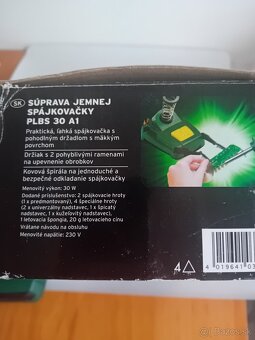 SK
SÚPRAVA JEMNEJ
SPÁJKOVAČKY
PLBS 30 A1
Praktická, ľahká spájkovačka s
pohodlným držadlom s mäkkým
povrchom
Držiak s 2 pohyblivými ramenami
na upevnenie obrobkov
Kovová špirála na jednoduché a
bezpečné odkladanie spájkovačky
Menovitý výkon: 30 W
Dodané príslušenstvo: 2 spájkovacie hroty
(1 x predmontovaný), 4 špeciálne hroty
(2 x univerzálny nadstavec, 1 x špicatý
nadstavec, 1 x kužeľovitý nadstavec),
1 letovacia špongia, 20 g letovacieho cínu
Vrátane návodu na obsluhu
Menovité napätie: 230 V
4
4 019641 03